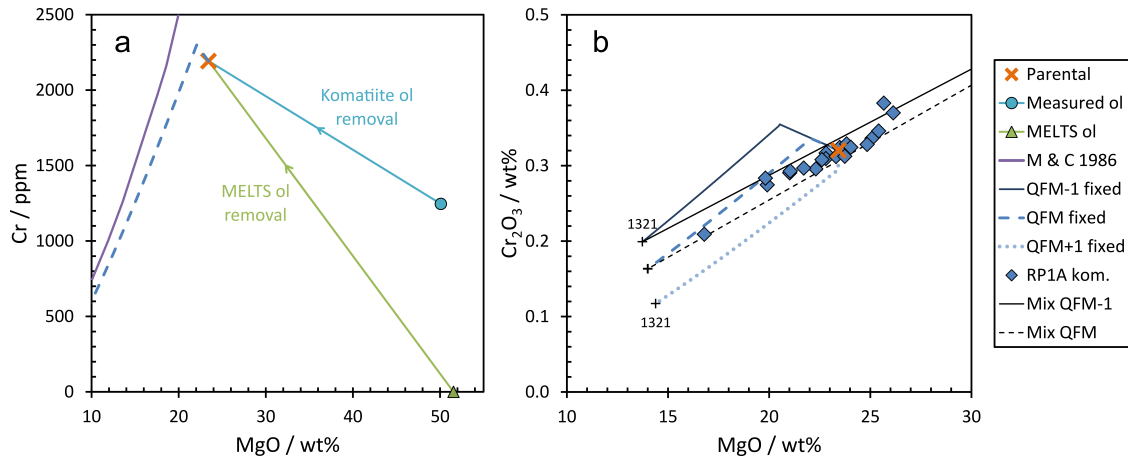 a
Cr / ppm
2500
2000
1500
1000
500
0
Komatiite ol
removal
MELTS ol
removal
10
20
30
40
50
MgO / wt%
b
Cr₂O₃ / wt%
0.5
0.4
0.3
0.2
0.1
0.0
1321
1321
10
15
20
25
30
MgO / wt%
Parental
Measured ol
MELTS ol
M & C 1986
QFM-1 fixed
QFM fixed
QFM+1 fixed
RP1A kom.
Mix QFM-1
Mix QFM